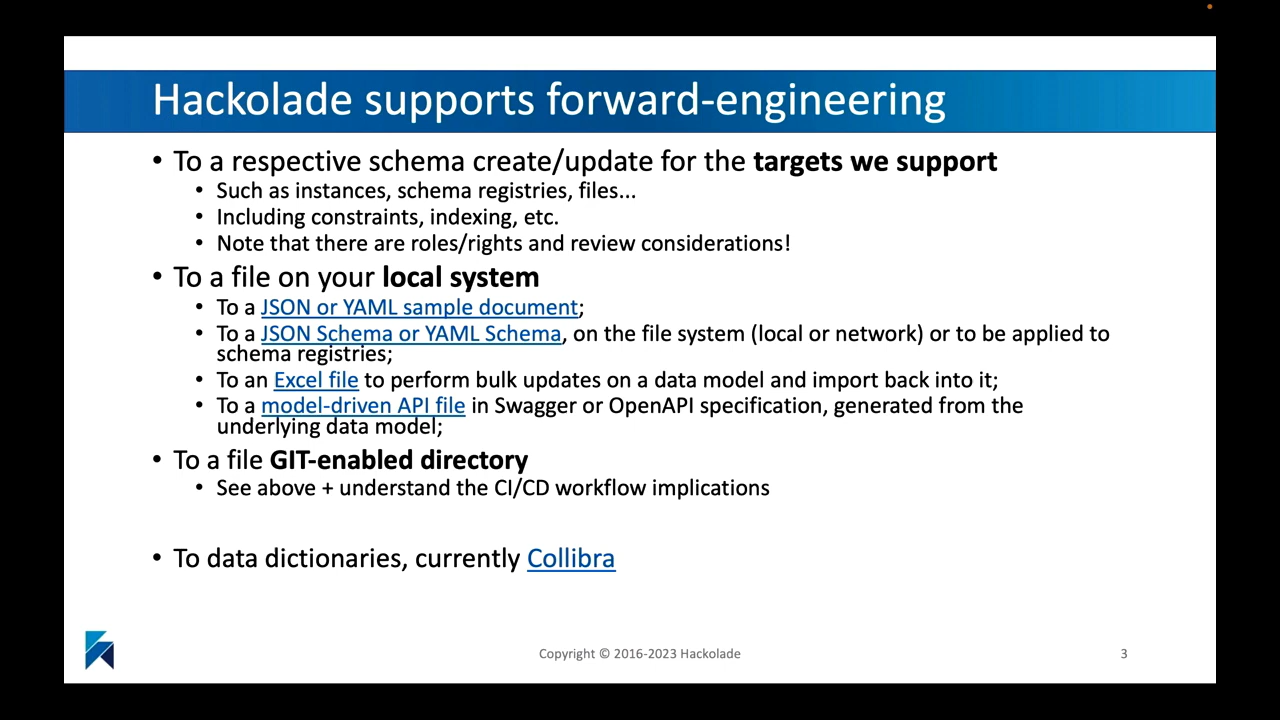 Hackolade supports forward-engineering
• To a respective schema create/update for the targets we support
• Such as instances, schema registries, files...
• Including constraints, indexing, etc.
• Note that there are roles/rights and review considerations!
• To a file on your local system
• To a JSON or YAML sample document;
• To a JSON Schema or YAML Schema, on the file system (local or network) or to be applied to
schema registries;
• To an Excel file to perform bulk updates on a data model and import back into it;
• To a model-driven API file in Swagger or OpenAPI specification, generated from the
underlying data model;
• To a file GIT-enabled directory
• See above + understand the CI/CD workflow implications
• To data dictionaries, currently Collibra
Copyright © 2016-2023 Hackolade
3